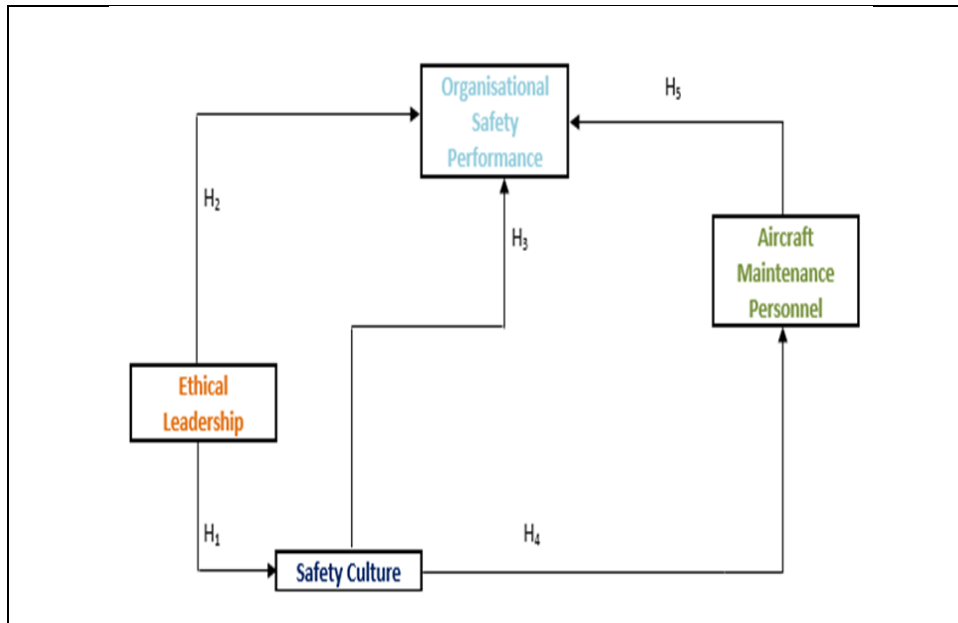 Organisational
Safety
Performance
H₅
H₂
H₃
Aircraft
Maintenance
Personnel
Ethical
Leadership
H₁
H₄
Safety Culture